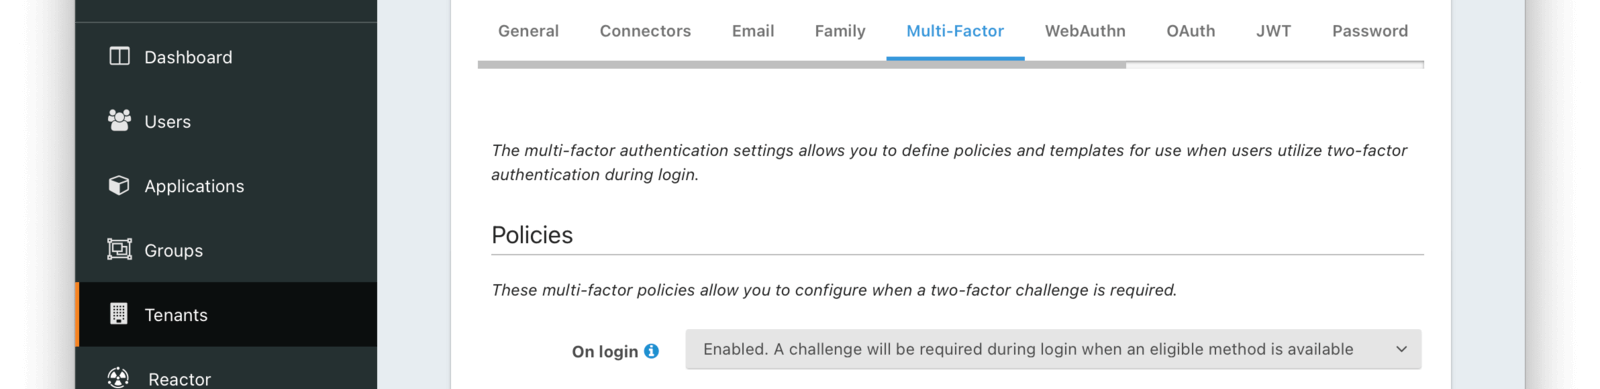 Dashboard
Users
Applications
Groups
Tenants
Reactor
General Connectors Email Family Multi-Factor WebAuthn OAuth JWT Password
The multi-factor authentication settings allows you to define policies and templates for use when users utilize two-factor
authentication during login.
Policies
These multi-factor policies allow you to configure when a two-factor challenge is required.
On login Enabled. A challenge will be required during login when an eligible method is available